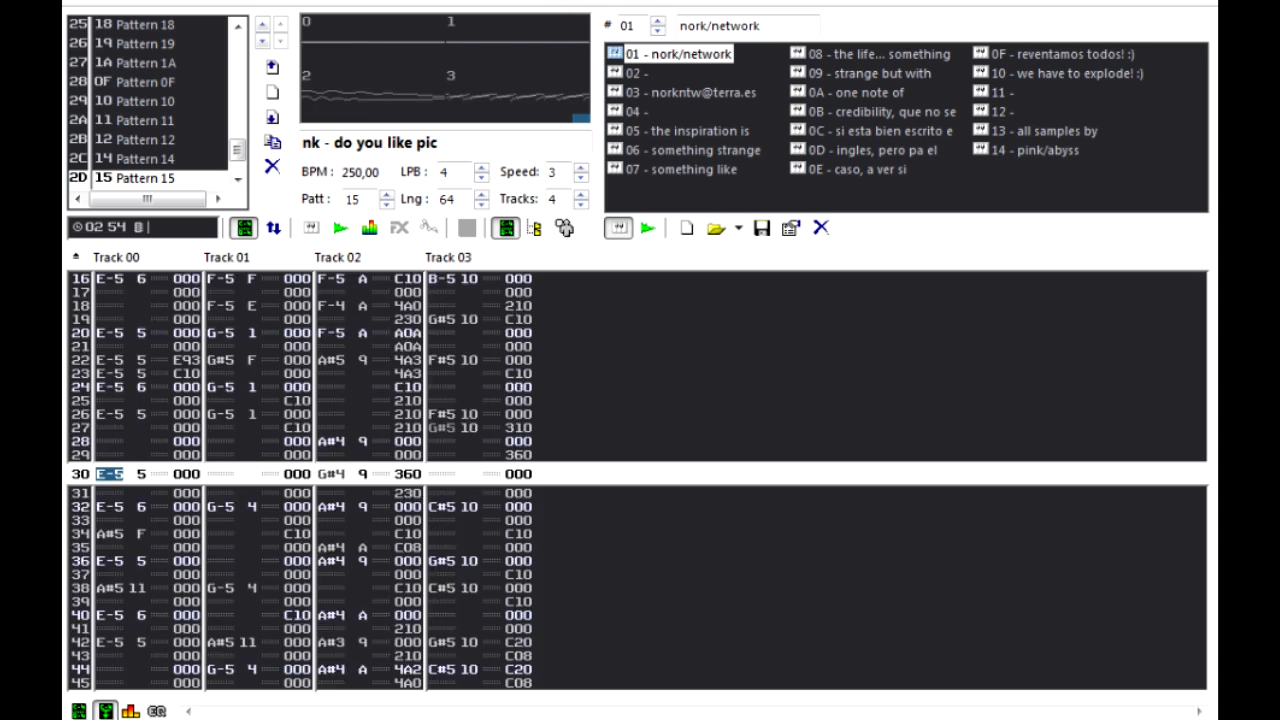 25 18 Pattern 18
26 19 Pattern 19
27 1A Pattern 1A
28 0F Pattern 0F
29 10 Pattern 10
2A 11 Pattern 11
2B 12 Pattern 12
2C 14 Pattern 14
2D 15 Pattern 15
02 54
0 1
2 3
nk - do you like pic
BPM : 250,00 LPB : 4 Speed: 3
Patt : 15 Lng : 64 Tracks: 4
# 01 nork/network
01 - nork/network
02 -
03 - norkntw@terra.es
04 -
05 - the inspiration is
06 - something strange
07 - something like
08 - the life... something
09 - strange but with
0A - one note of
0B - credibility, que no se
0C - si esta bien escrito e
0D - ingles, pero pa el
0E - caso, a ver si
0F - reventamos todos! :)
10 - we have to explode! :)
11 -
12 -
13 - all samples by
14 - pink/abyss
FX
Track 00 Track 01 Track 02 Track 03
16 E-5 6 000 F-5 F 000 F-5 A C10 B-5 10 000
17 000 000 000 000
18 000 F-5 E 000 F-4 A 4A0 210
19 000 000 230 G#5 10 C10
20 E-5 5 000 G-5 1 000 F-5 A A0A 000
21 000 000 A0A 000
22 E-5 5 E93 G#5 F 000 A#5 9 4A3 F#5 10 000
23 E-5 5 C10 000 4A3 C10
24 E-5 6 000 G-5 1 000 C10 000
25 000 C10 210 000
26 E-5 5 000 G-5 1 000 210 F#5 10 000
27 000 C10 210 G#5 10 310
28 000 000 A#4 9 000 000
29 000 000 000 360
30 E-5 5 000 000 G#4 9 360 000
31 000 000 230 000
32 E-5 6 000 G-5 4 000 A#4 9 000 C#5 10 000
33 000 000 000 000
34 A#5 F 000 C10 C10 C10
35 000 000 A#4 A C08 000
36 E-5 5 000 000 A#4 9 000 G#5 10 000
37 000 000 000 C10
38 A#5 11 000 G-5 4 000 C10 C#5 10 000
39 000 000 000 C10
40 E-5 6 000 C10 A#4 A 000 000
41 000 000 210 000
42 E-5 5 000 A#5 11 000 A#3 9 000 G#5 10 C20
43 000 000 210 C08
44 000 G-5 4 000 A#4 A 4A2 C#5 10 C20
45 000 000 4A0 C08